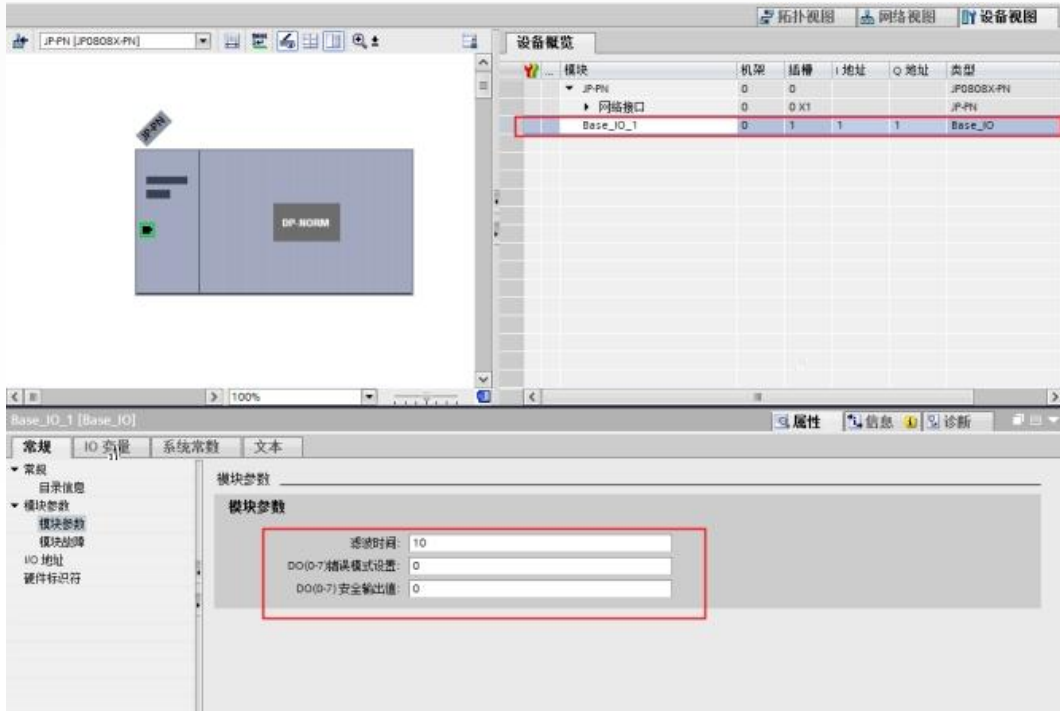 拓扑视图 网络视图 设备视图
JP-PN [JP0808X-PN]
设备概览
... 模块 机架 插槽 I 地址 Q 地址 类型
JP-PN 0 0 JP0808X-PN
网络接口 0 0 X1 JP-PN
Base_IO_1 0 1 1 1 Base_IO
JP-PN
DP-NORM
100%
Base_IO_1 [Base_IO]
属性 信息 诊断
常规 IO 变量 系统常数 文本
常规
目录信息
模块参数
模块参数
模块故障
I/O 地址
硬件标识符
模块参数
模块参数
滤波时间: 10
DO(0-7)错误模式设置: 0
DO(0-7)安全输出值: 0